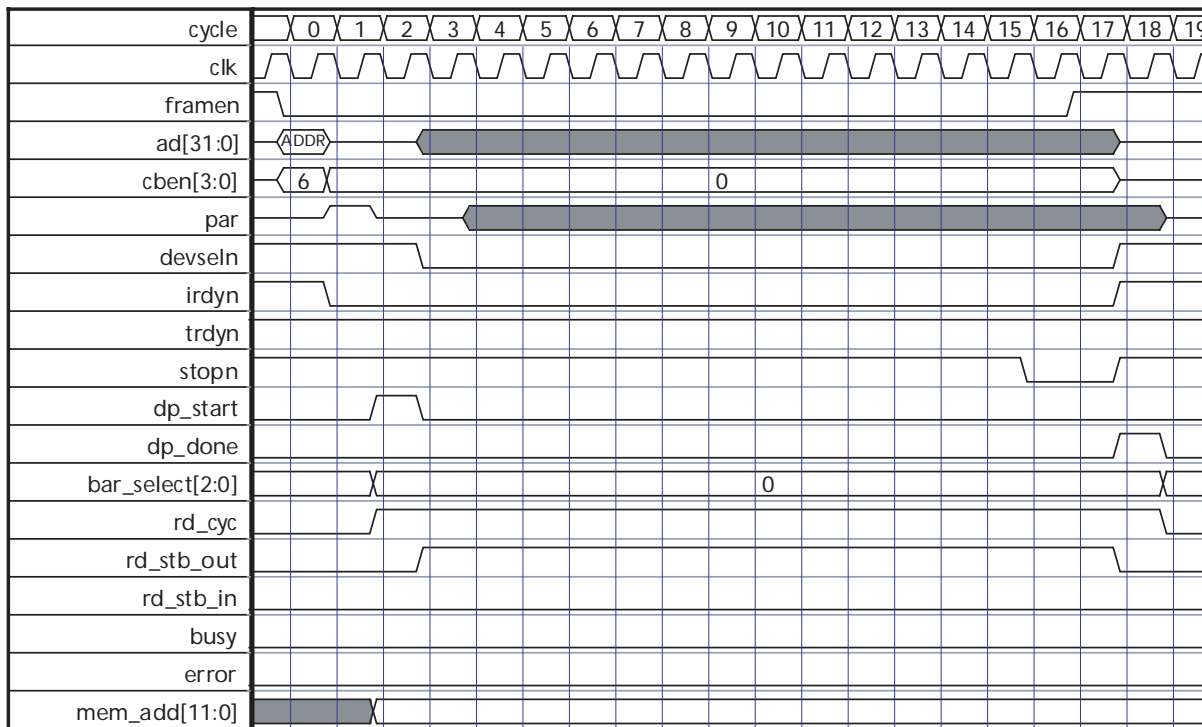 cycle 0 1 2 3 4 5 6 7 8 9 10 11 12 13 14 15 16 17 18 19
clk
framen
ad[31:0] ADDR
cben[3:0] 6 0
par
devseln
irdyn
trdyn
stopn
dp_start
dp_done
bar_select[2:0] 0
rd_cyc
rd_stb_out
rd_stb_in
busy
error
mem_add[11:0]